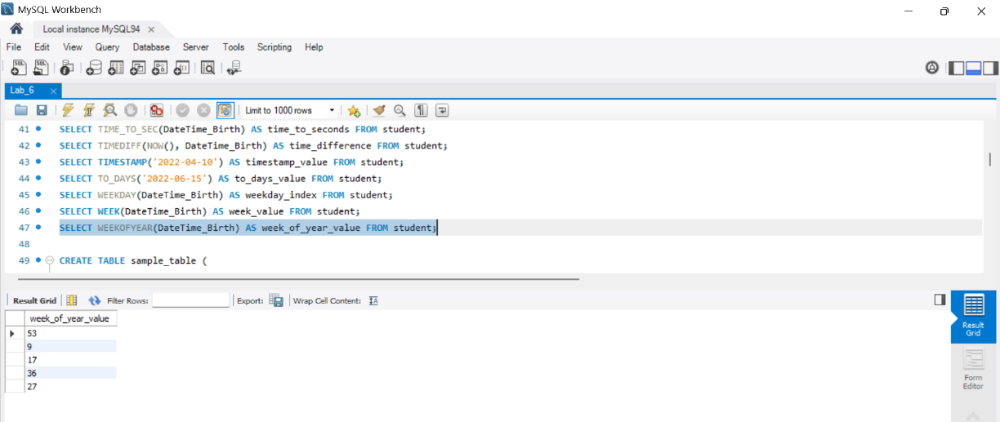 MySQL Workbench
Local instance MySQL94
File Edit View Query Database Server Tools Scripting Help
Lab_6
Limit to 1000 rows
41 SELECT TIME_TO_SEC(DateTime_Birth) AS time_to_seconds FROM student;
42 SELECT TIMEDIFF(NOW(), DateTime_Birth) AS time_difference FROM student;
43 SELECT TIMESTAMP('2022-04-10') AS timestamp_value FROM student;
44 SELECT TO_DAYS('2022-06-15') AS to_days_value FROM student;
45 SELECT WEEKDAY(DateTime_Birth) AS weekday_index FROM student;
46 SELECT WEEK(DateTime_Birth) AS week_value FROM student;
47 SELECT WEEKOFYEAR(DateTime_Birth) AS week_of_year_value FROM student;
48
49 CREATE TABLE sample_table (
Result Grid Filter Rows: Export: Wrap Cell Content:
week_of_year_value
53
9
17
36
27
Result
Grid
Form
Editor